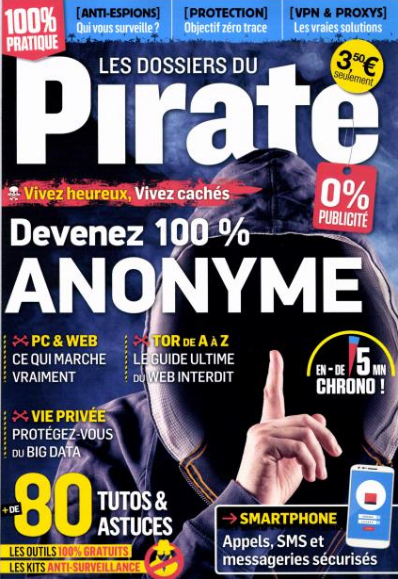 100%
PRATIQUE
[ANTI-ESPIONS]
Qui vous surveille ?
[PROTECTION]
Objectif zéro trace
[VPN & PROXYS]
Les vraies solutions
3,50€
seulement
LES DOSSIERS DU
Pirate
Vivez heureux, Vivez cachés
0%
PUBLICITÉ
Devenez 100 %
ANONYME
PC & WEB
CE QUI MARCHE
VRAIMENT
TOR DE A À Z
LE GUIDE ULTIME
DU WEB INTERDIT
EN - DE 5 MN
CHRONO !
VIE PRIVÉE
PROTÉGEZ-VOUS
DU BIG DATA
+DE 80 TUTOS &
ASTUCES
LES OUTILS 100% GRATUITS
LES KITS ANTI-SURVEILLANCE
→ SMARTPHONE
Appels, SMS et
messageries sécurisés